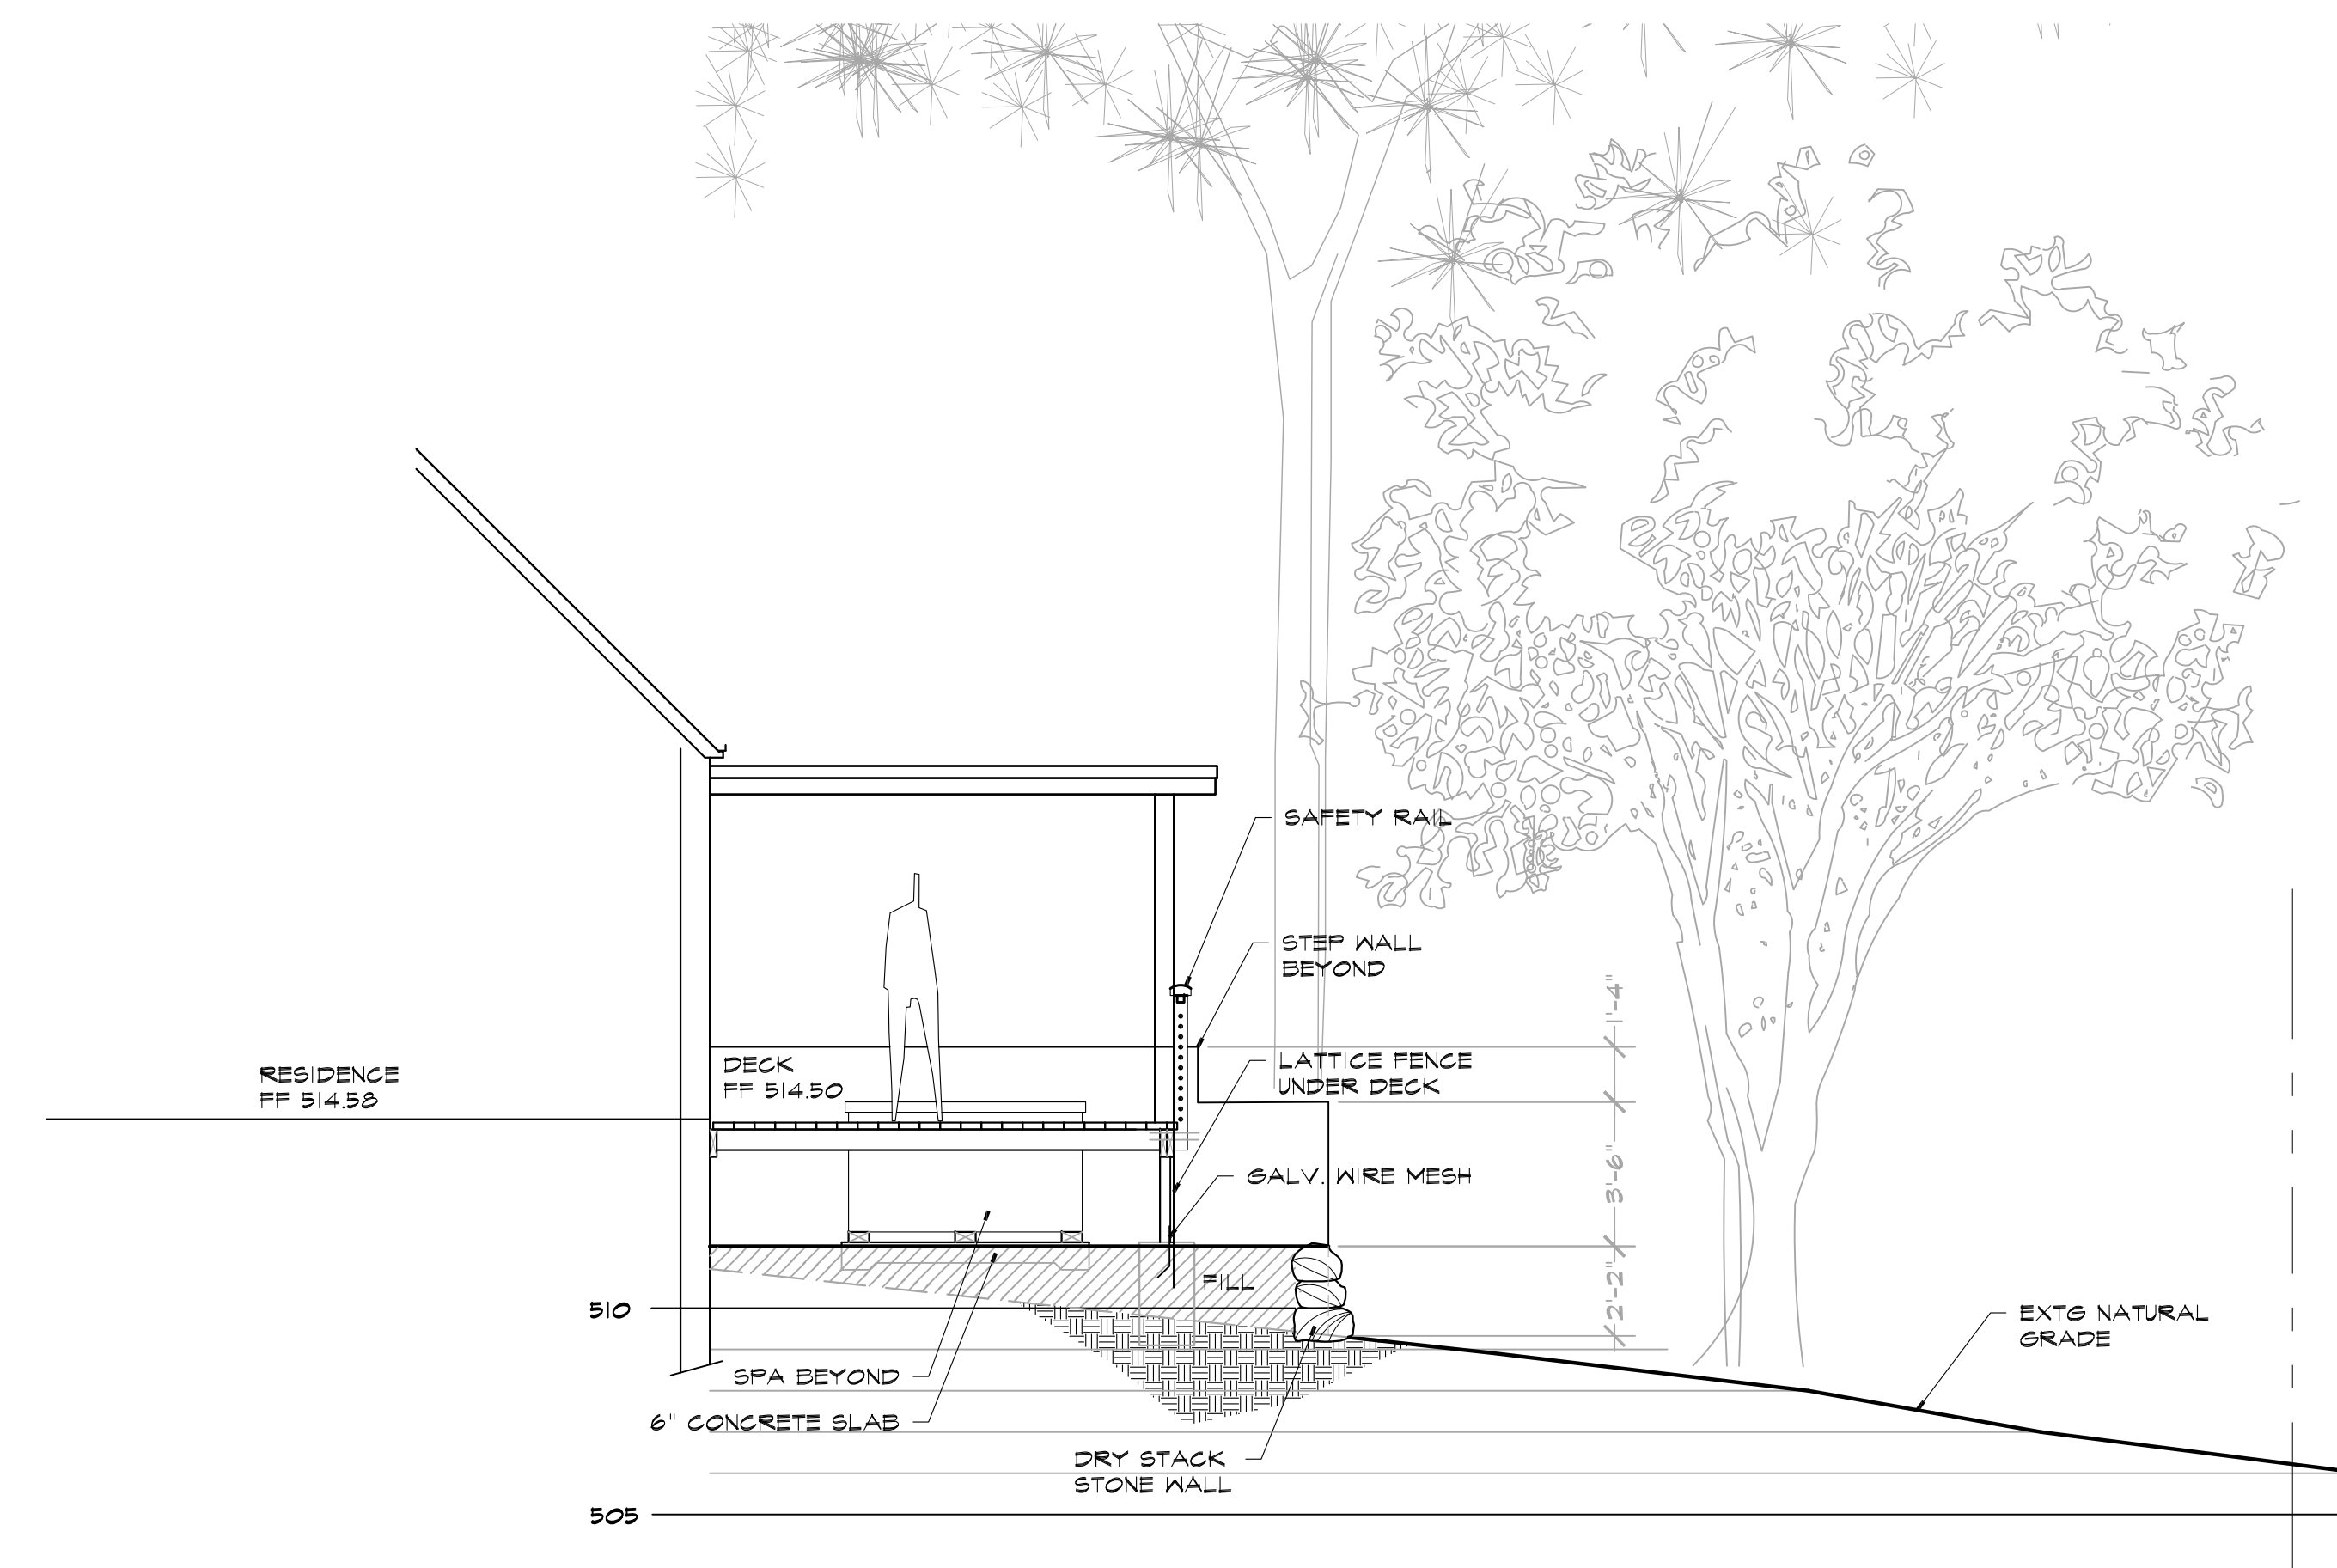 SAFETY RAIL
STEP WALL
BEYOND
1'-4"
RESIDENCE
FF 514.58
DECK
FF 514.50
LATTICE FENCE
UNDER DECK
3'-6"
GALV. WIRE MESH
FILL
2'-2"
510
EXTG NATURAL
GRADE
SPA BEYOND
6" CONCRETE SLAB
DRY STACK
STONE WALL
505